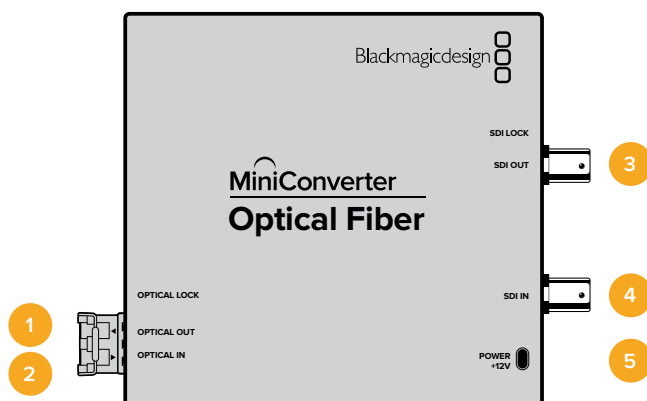 Blackmagicdesign
SDI LOCK
SDI OUT
3
MiniConverter
Optical Fiber
OPTICAL LOCK
SDI IN
4
1
OPTICAL OUT
2
OPTICAL IN
POWER
+12V
5